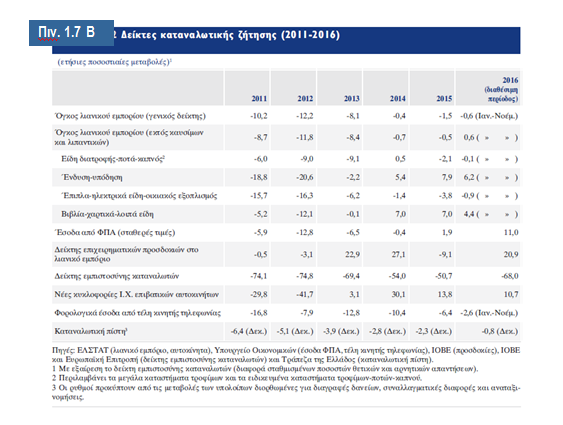 Πιν. 1.7 Β 2 Δείκτες καταναλωτικής ζήτησης (2011-2016)
(ετήσιες ποσοστιαίες μεταβολές)1
2011 2012 2013 2014 2015 2016 (διαθέσιμη περίοδος)
Όγκος λιανικού εμπορίου (γενικός δείκτης) -10,2 -12,2 -8,1 -0,4 -1,5 -0,6 (Ιαν.-Νοέμ.)
Όγκος λιανικού εμπορίου (εκτός καυσίμων
και λιπαντικών) -8,7 -11,8 -8,4 -0,7 -0,5 0,6 ( » » )
Είδη διατροφής-ποτά-καπνός2 -6,0 -9,0 -9,1 0,5 -2,1 -0,1 ( » » )
Ένδυση-υπόδηση -18,8 -20,6 -2,2 5,4 7,9 6,2 ( » » )
Έπιπλα-ηλεκτρικά είδη-οικιακός εξοπλισμός -15,7 -16,3 -6,2 -1,4 -3,8 -0,9 ( » » )
Βιβλία-χαρτικά-λοιπά είδη -5,2 -12,1 -0,1 7,0 7,0 4,4 ( » » )
Έσοδα από ΦΠΑ (σταθερές τιμές) -5,9 -12,8 -6,5 -0,4 1,9 11,0
Δείκτης επιχειρηματικών προσδοκιών στο
λιανικό εμπόριο -0,5 -3,1 22,9 27,1 -9,1 20,9
Δείκτης εμπιστοσύνης καταναλωτών -74,1 -74,8 -69,4 -54,0 -50,7 -68,0
Νέες κυκλοφορίες Ι.Χ. επιβατικών αυτοκινήτων -29,8 -41,7 3,1 30,1 13,8 10,7
Φορολογικά έσοδα από τέλη κινητής τηλεφωνίας -16,8 -7,9 -12,8 -10,4 -6,4 -2,6 (Ιαν.-Νοέμ.)
Καταναλωτική πίστη3 -6,4 (Δεκ.) -5,1 (Δεκ.) -3,9 (Δεκ.) -2,8 (Δεκ.) -2,3 (Δεκ.) -0,8 (Δεκ.)
Πηγές: ΕΛΣΤΑΤ (λιανικό εμπόριο, αυτοκίνητα), Υπουργείο Οικονομικών (έσοδα ΦΠΑ, τέλη κινητής τηλεφωνίας), ΙΟΒΕ (προσδοκίες), ΙΟΒΕ
και Ευρωπαϊκή Επιτροπή (δείκτης εμπιστοσύνης καταναλωτών) και Τράπεζα της Ελλάδος (καταναλωτική πίστη).
1 Με εξαίρεση το δείκτη εμπιστοσύνης καταναλωτών (διαφορά σταθμισμένων ποσοστών θετικών και αρνητικών απαντήσεων).
2 Περιλαμβάνει τα μεγάλα καταστήματα τροφίμων και τα ειδικευμένα καταστήματα τροφίμων-ποτών-καπνού.
3 Οι ρυθμοί προκύπτουν από τις μεταβολές των υπολοίπων διορθωμένες για διαγραφές δανείων, συναλλαγματικές διαφορές και αναταξι-
νομήσεις.